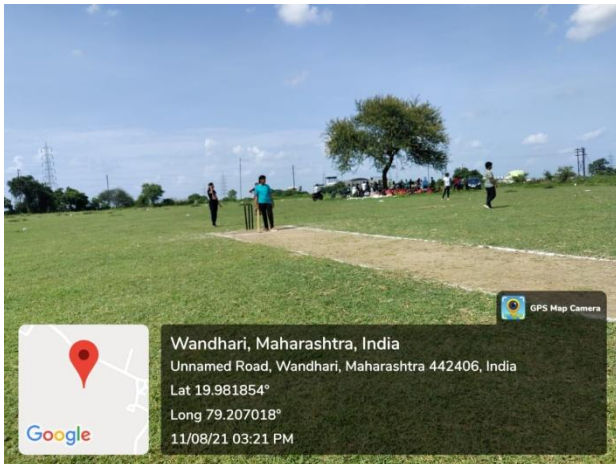 GPS Map Camera
Wandhari, Maharashtra, India
Unnamed Road, Wandhari, Maharashtra 442406, India
Lat 19.981854°
Long 79.207018°
11/08/21 03:21 PM
Google